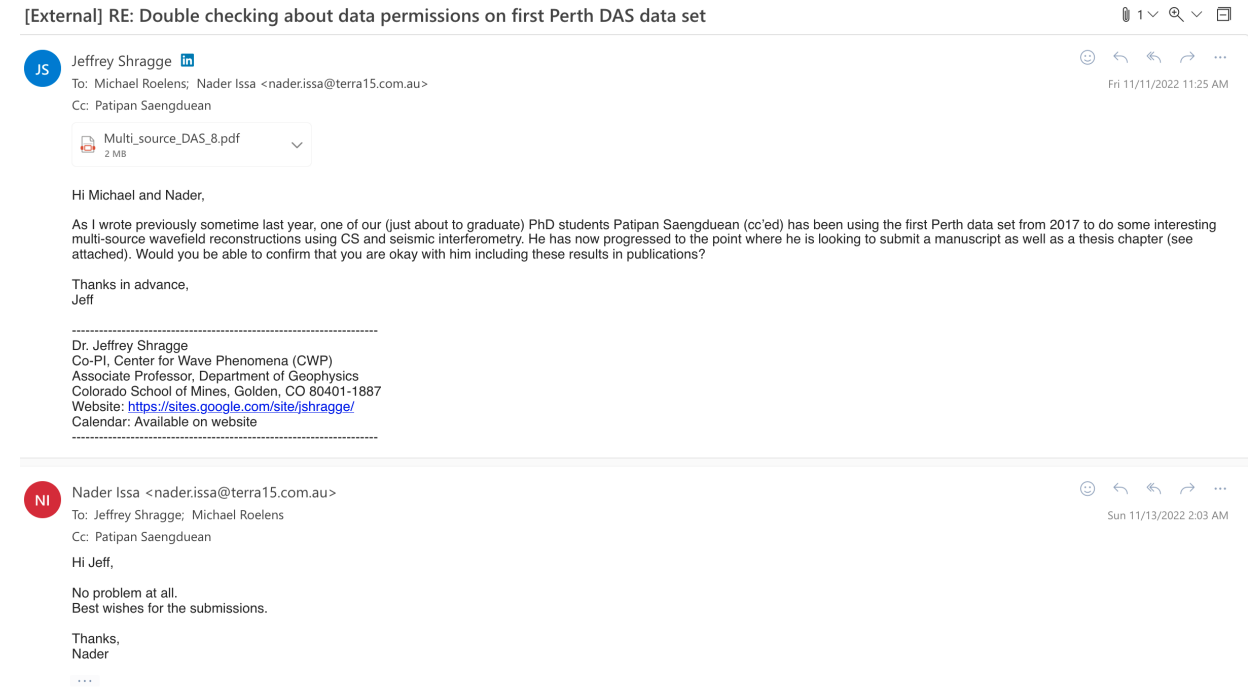 [External] RE: Double checking about data permissions on first Perth DAS data set
1
JS
Jeffrey Shragge in
To: Michael Roelens; Nader Issa <nader.issa@terra15.com.au>
Fri 11/11/2022 11:25 AM
Cc: Patipan Saengduean
Multi_source_DAS_8.pdf
2 MB
Hi Michael and Nader,
As I wrote previously sometime last year, one of our (just about to graduate) PhD students Patipan Saengduean (cc'ed) has been using the first Perth data set from 2017 to do some interesting
multi-source wavefield reconstructions using CS and seismic interferometry. He has now progressed to the point where he is looking to submit a manuscript as well as a thesis chapter (see
attached). Would you be able to confirm that you are okay with him including these results in publications?
Thanks in advance,
Jeff
--------------------------------------------------------------------
Dr. Jeffrey Shragge
Co-PI, Center for Wave Phenomena (CWP)
Associate Professor, Department of Geophysics
Colorado School of Mines, Golden, CO 80401-1887
Website: https://sites.google.com/site/jshragge/
Calendar: Available on website
--------------------------------------------------------------------
NI
Nader Issa <nader.issa@terra15.com.au>
To: Jeffrey Shragge; Michael Roelens
Sun 11/13/2022 2:03 AM
Cc: Patipan Saengduean
Hi Jeff,
No problem at all.
Best wishes for the submissions.
Thanks,
Nader
...